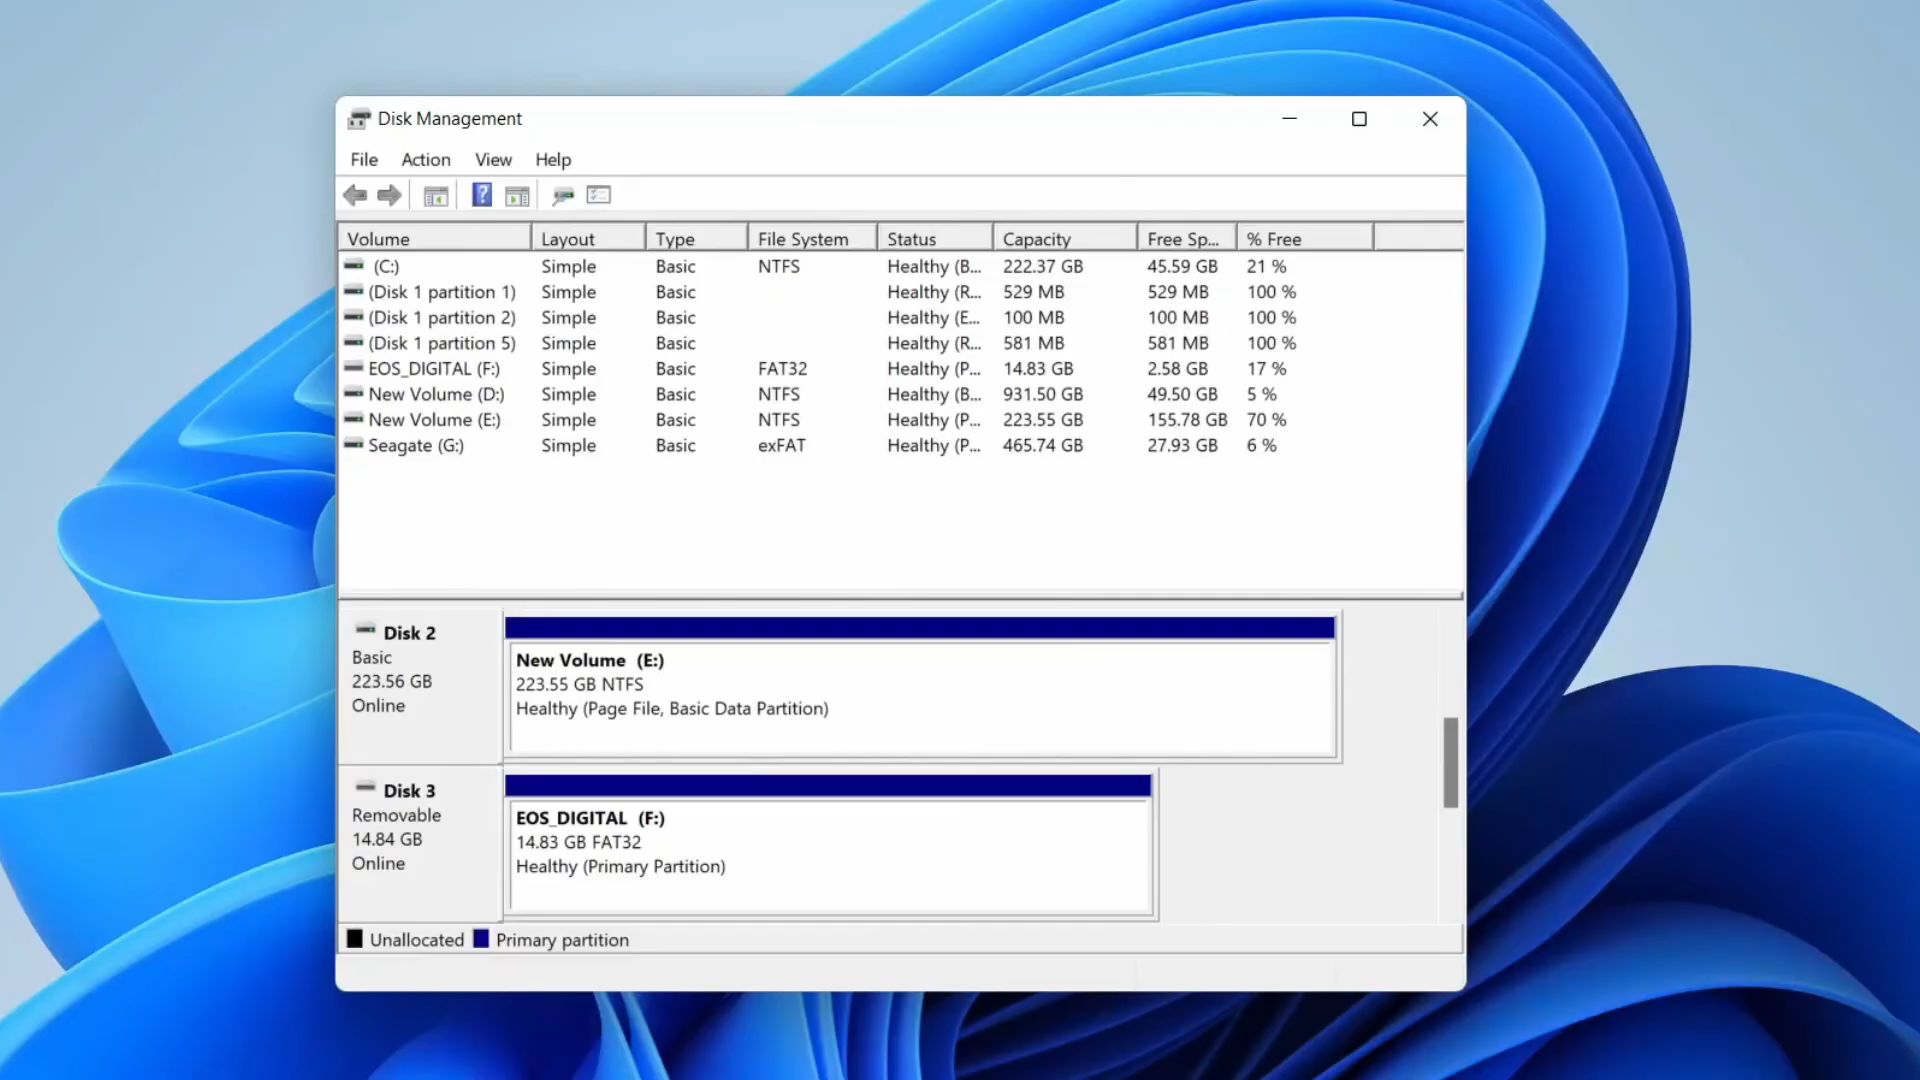 Disk Management
File Action View Help
Volume Layout Type File System Status Capacity Free Sp... % Free
(C:) Simple Basic NTFS Healthy (B... 222.37 GB 45.59 GB 21 %
(Disk 1 partition 1) Simple Basic Healthy (R... 529 MB 529 MB 100 %
(Disk 1 partition 2) Simple Basic Healthy (E... 100 MB 100 MB 100 %
(Disk 1 partition 5) Simple Basic Healthy (R... 581 MB 581 MB 100 %
EOS_DIGITAL (F:) Simple Basic FAT32 Healthy (P... 14.83 GB 2.58 GB 17 %
New Volume (D:) Simple Basic NTFS Healthy (B... 931.50 GB 49.50 GB 5 %
New Volume (E:) Simple Basic NTFS Healthy (P... 223.55 GB 155.78 GB 70 %
Seagate (G:) Simple Basic exFAT Healthy (P... 465.74 GB 27.93 GB 6 %
Disk 2
Basic
223.56 GB
Online
New Volume (E:)
223.55 GB NTFS
Healthy (Page File, Basic Data Partition)
Disk 3
Removable
14.84 GB
Online
EOS_DIGITAL (F:)
14.83 GB FAT32
Healthy (Primary Partition)
Unallocated Primary partition